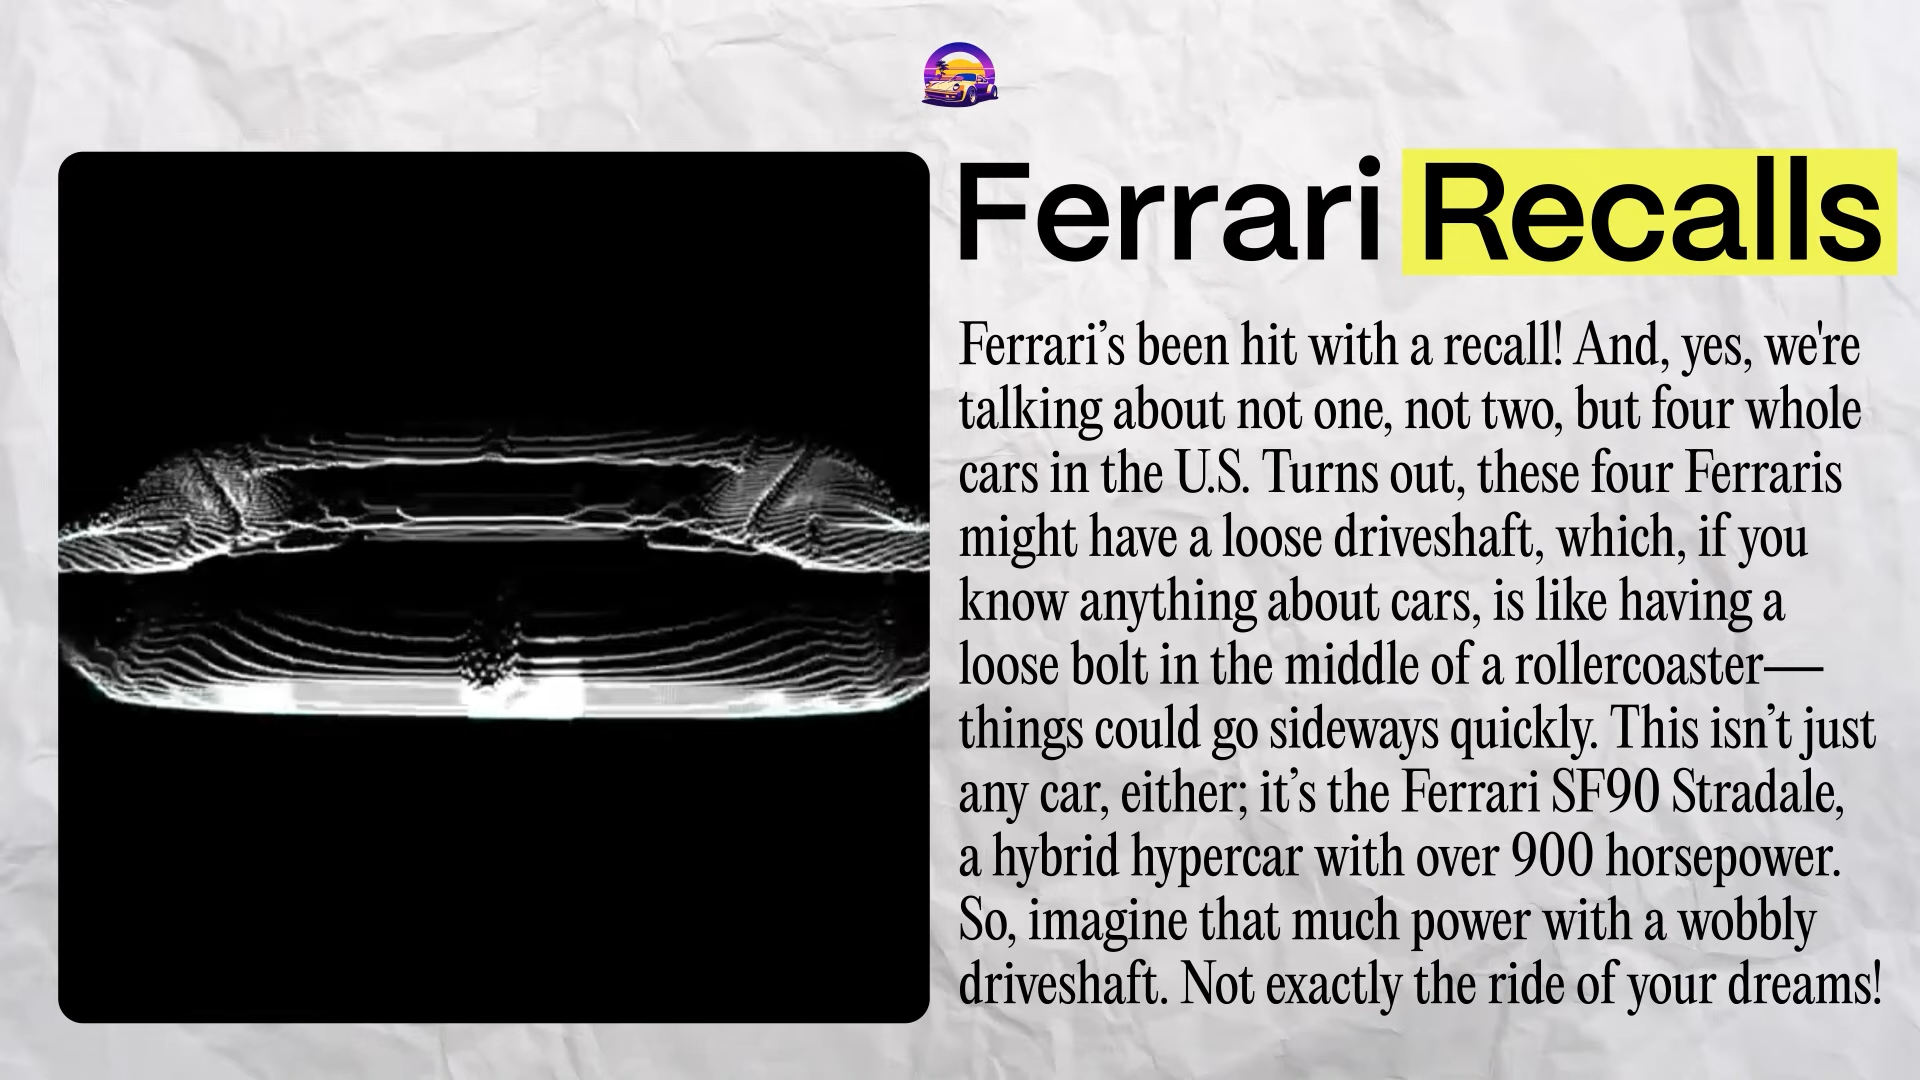 Ferrari Recalls
Ferrari’s been hit with a recall! And, yes, we're
talking about not one, not two, but four whole
cars in the U.S. Turns out, these four Ferraris
might have a loose driveshaft, which, if you
know anything about cars, is like having a
loose bolt in the middle of a rollercoaster—
things could go sideways quickly. This isn’t just
any car, either; it’s the Ferrari SF90 Stradale,
a hybrid hypercar with over 900 horsepower.
So, imagine that much power with a wobbly
driveshaft. Not exactly the ride of your dreams!